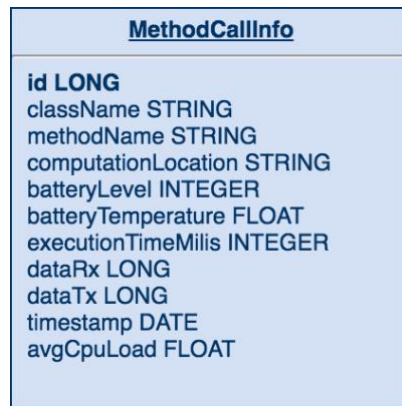 MethodCallInfo
id LONG
className STRING
methodName STRING
computationLocation STRING
batteryLevel INTEGER
batteryTemperature FLOAT
executionTimeMilis INTEGER
dataRx LONG
dataTx LONG
timestamp DATE
avgCpuLoad FLOAT